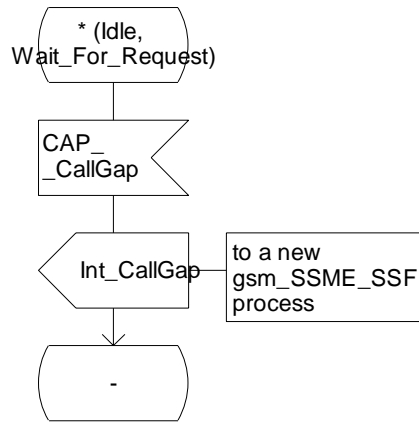 * (Idle,
Wait_For_Request)
CAP_
_CallGap
Int_CallGap
to a new
gsm_SSME_SSF
process
-